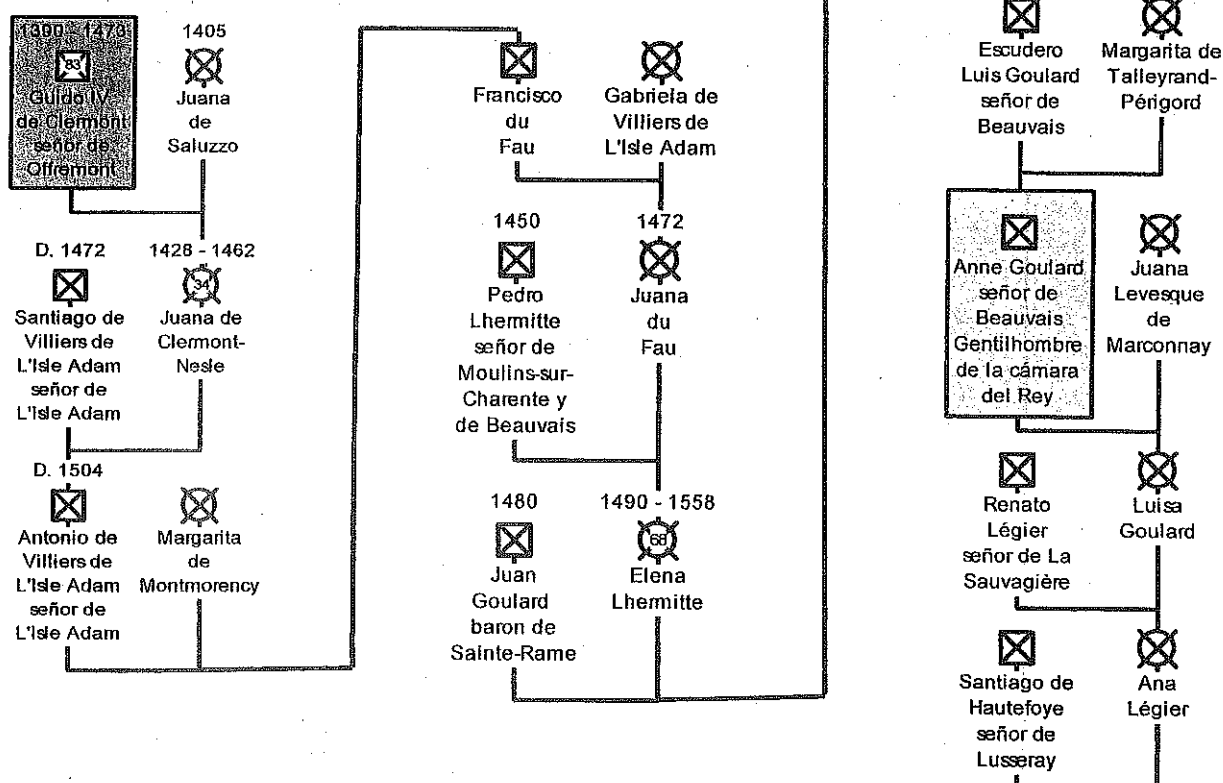 1390 - 1473
83
Guido IV
de Clermont
señor de
Offremont
1405
Juana
de
Saluzzo
D. 1472
Santiago de
Villiers de
L'Isle Adam
señor de
L'Isle Adam
1428 - 1462
34
Juana de
Clermont-
Nesle
D. 1504
Antonio de
Villiers de
L'Isle Adam
señor de
L'Isle Adam
Margarita
de
Montmorency
Francisco
du
Fau
Gabriela de
Villiers de
L'Isle Adam
1450
Pedro
Lhermitte
señor de
Moulins-sur-
Charente y
de Beauvais
1472
Juana
du
Fau
1480
Juan
Goulard
baron de
Sainte-Rame
1490 - 1558
68
Elena
Lhermitte
Escudero
Luis Goulard
señor de
Beauvais
Margarita de
Talleyrand-
Périgord
Anne Goulard
señor de
Beauvais
Gentilhombre
de la cámara
del Rey
Juana
Levesque
de
Marconnay
Renato
Légier
señor de La
Sauvagière
Luisa
Goulard
Santiago de
Hautefoye
señor de
Lusseray
Ana
Légier